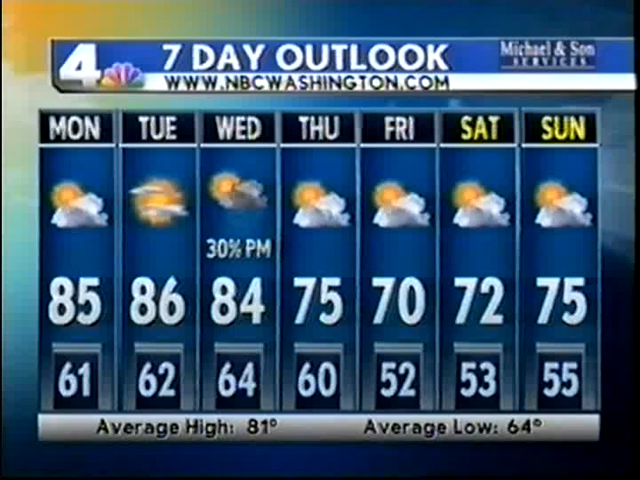 4 7 DAY OUTLOOK Michael & Son
SERVICES
WWW.NBCWASHINGTON.COM
MON TUE WED THU FRI SAT SUN
30% PM
85 86 84 75 70 72 75
61 62 64 60 52 53 55
Average High: 81° Average Low: 64°